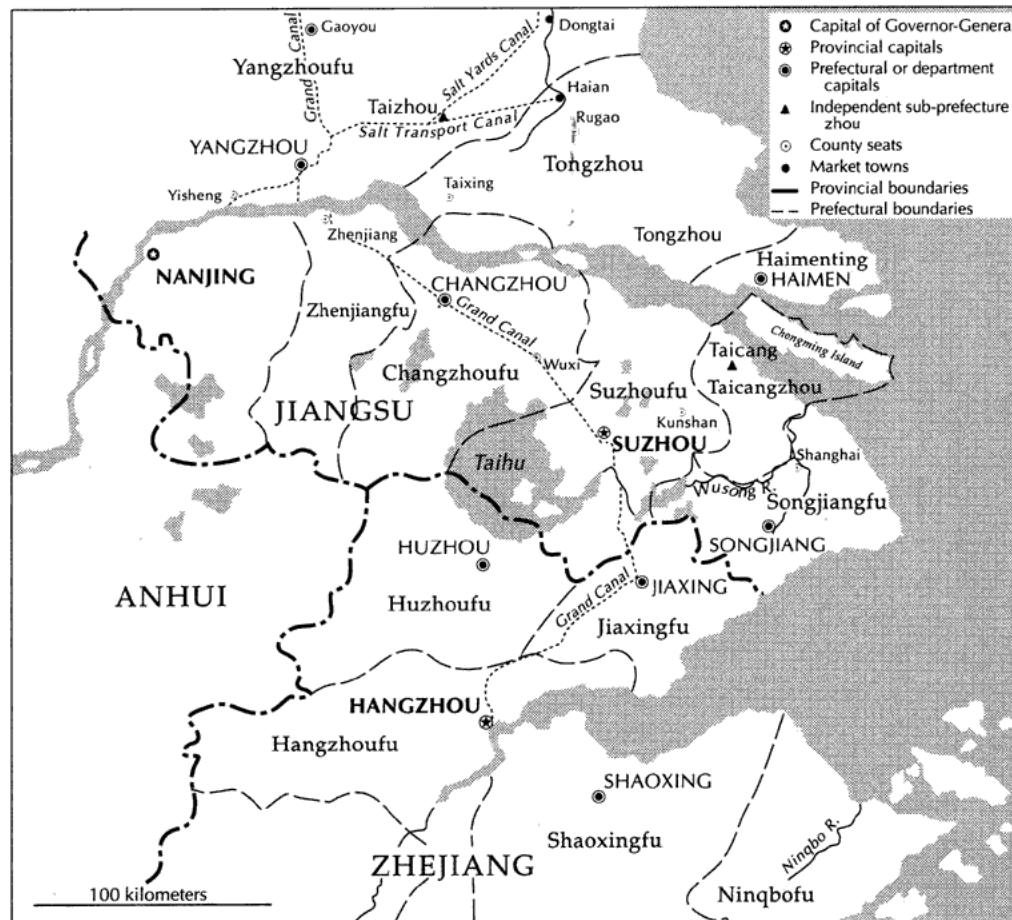 Capital of Governor-Genera
Provincial capitals
Prefectural or department
capitals
Independent sub-prefecture
zhou
County seats
Market towns
Provincial boundaries
Prefectural boundaries
Gaoyou
Grand Canal
Yangzhoufu
Salt Yards Canal
Dongtai
Taizhou
Haian
Salt Transport Canal
Rugao
YANGZHOU
Tongzhou
Yisheng
Taixing
Zhenjiang
Tongzhou
NANJING
Haimenting
HAIMEN
CHANGZHOU
Zhenjiangfu
Grand Canal
Chengming Island
Taicang
Wuxi
Changzhoufu
Suzhoufu
Taicangzhou
JIANGSU
Kunshan
SUZHOU
Taihu
Shanghai
Wusong R.
Songjiangfu
HUZHOU
SONGJIANG
ANHUI
JIAXING
Huzhoufu
Grand Canal
Jiaxingfu
HANGZHOU
Hangzhoufu
SHAOXING
Shaoxingfu
Ninqbo R.
ZHEJIANG
100 kilometers
Ninqbofu